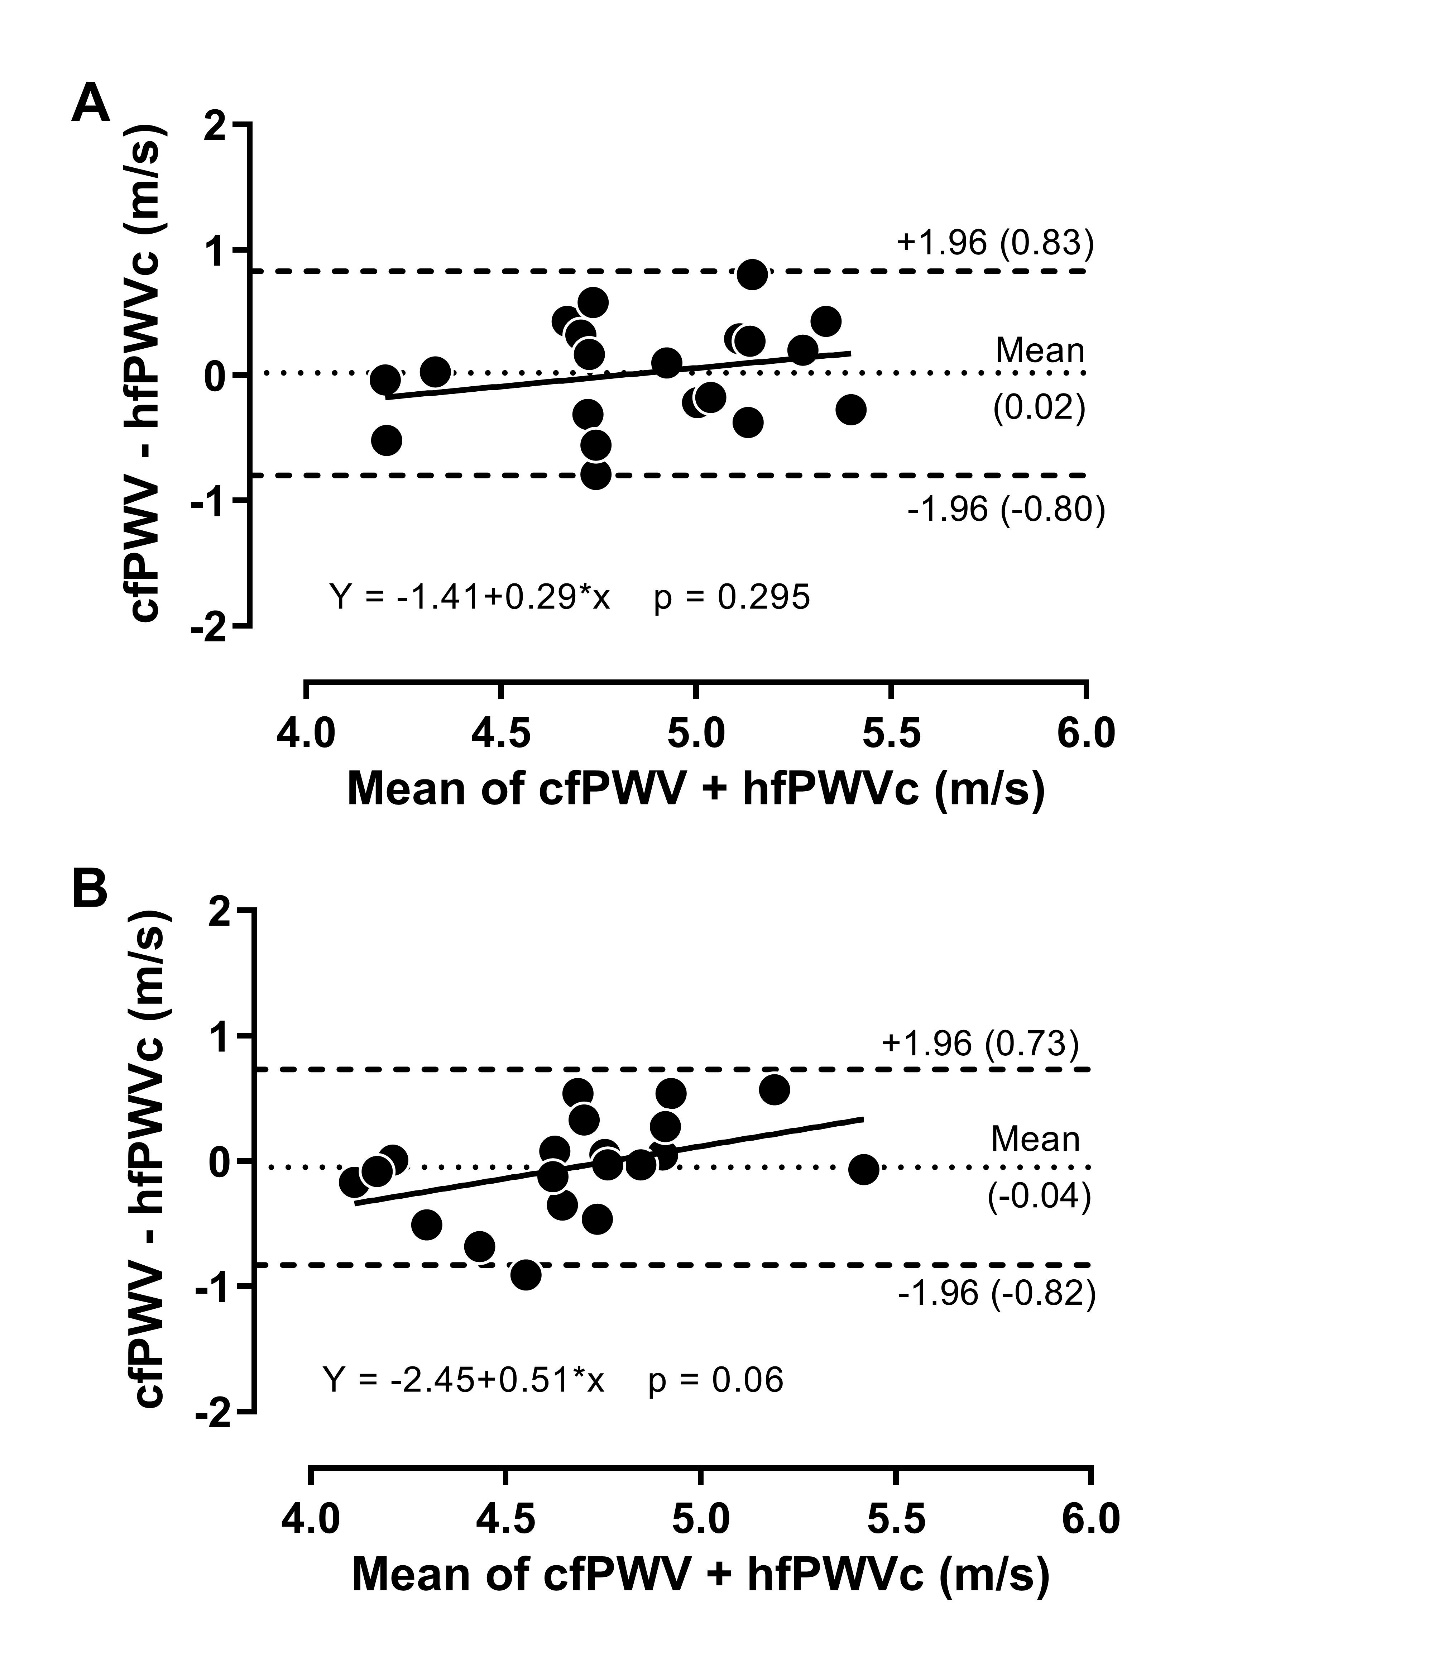 A
cfPWV - hfPWVc (m/s)
2
1
0
-1
-2
+1.96 (0.83)
Mean
(0.02)
-1.96 (-0.80)
Y = -1.41+0.29*x p = 0.295
4.0 4.5 5.0 5.5 6.0
Mean of cfPWV + hfPWVc (m/s)
B
cfPWV - hfPWVc (m/s)
2
1
0
-1
-2
+1.96 (0.73)
Mean
(-0.04)
-1.96 (-0.82)
Y = -2.45+0.51*x p = 0.06
4.0 4.5 5.0 5.5 6.0
Mean of cfPWV + hfPWVc (m/s)